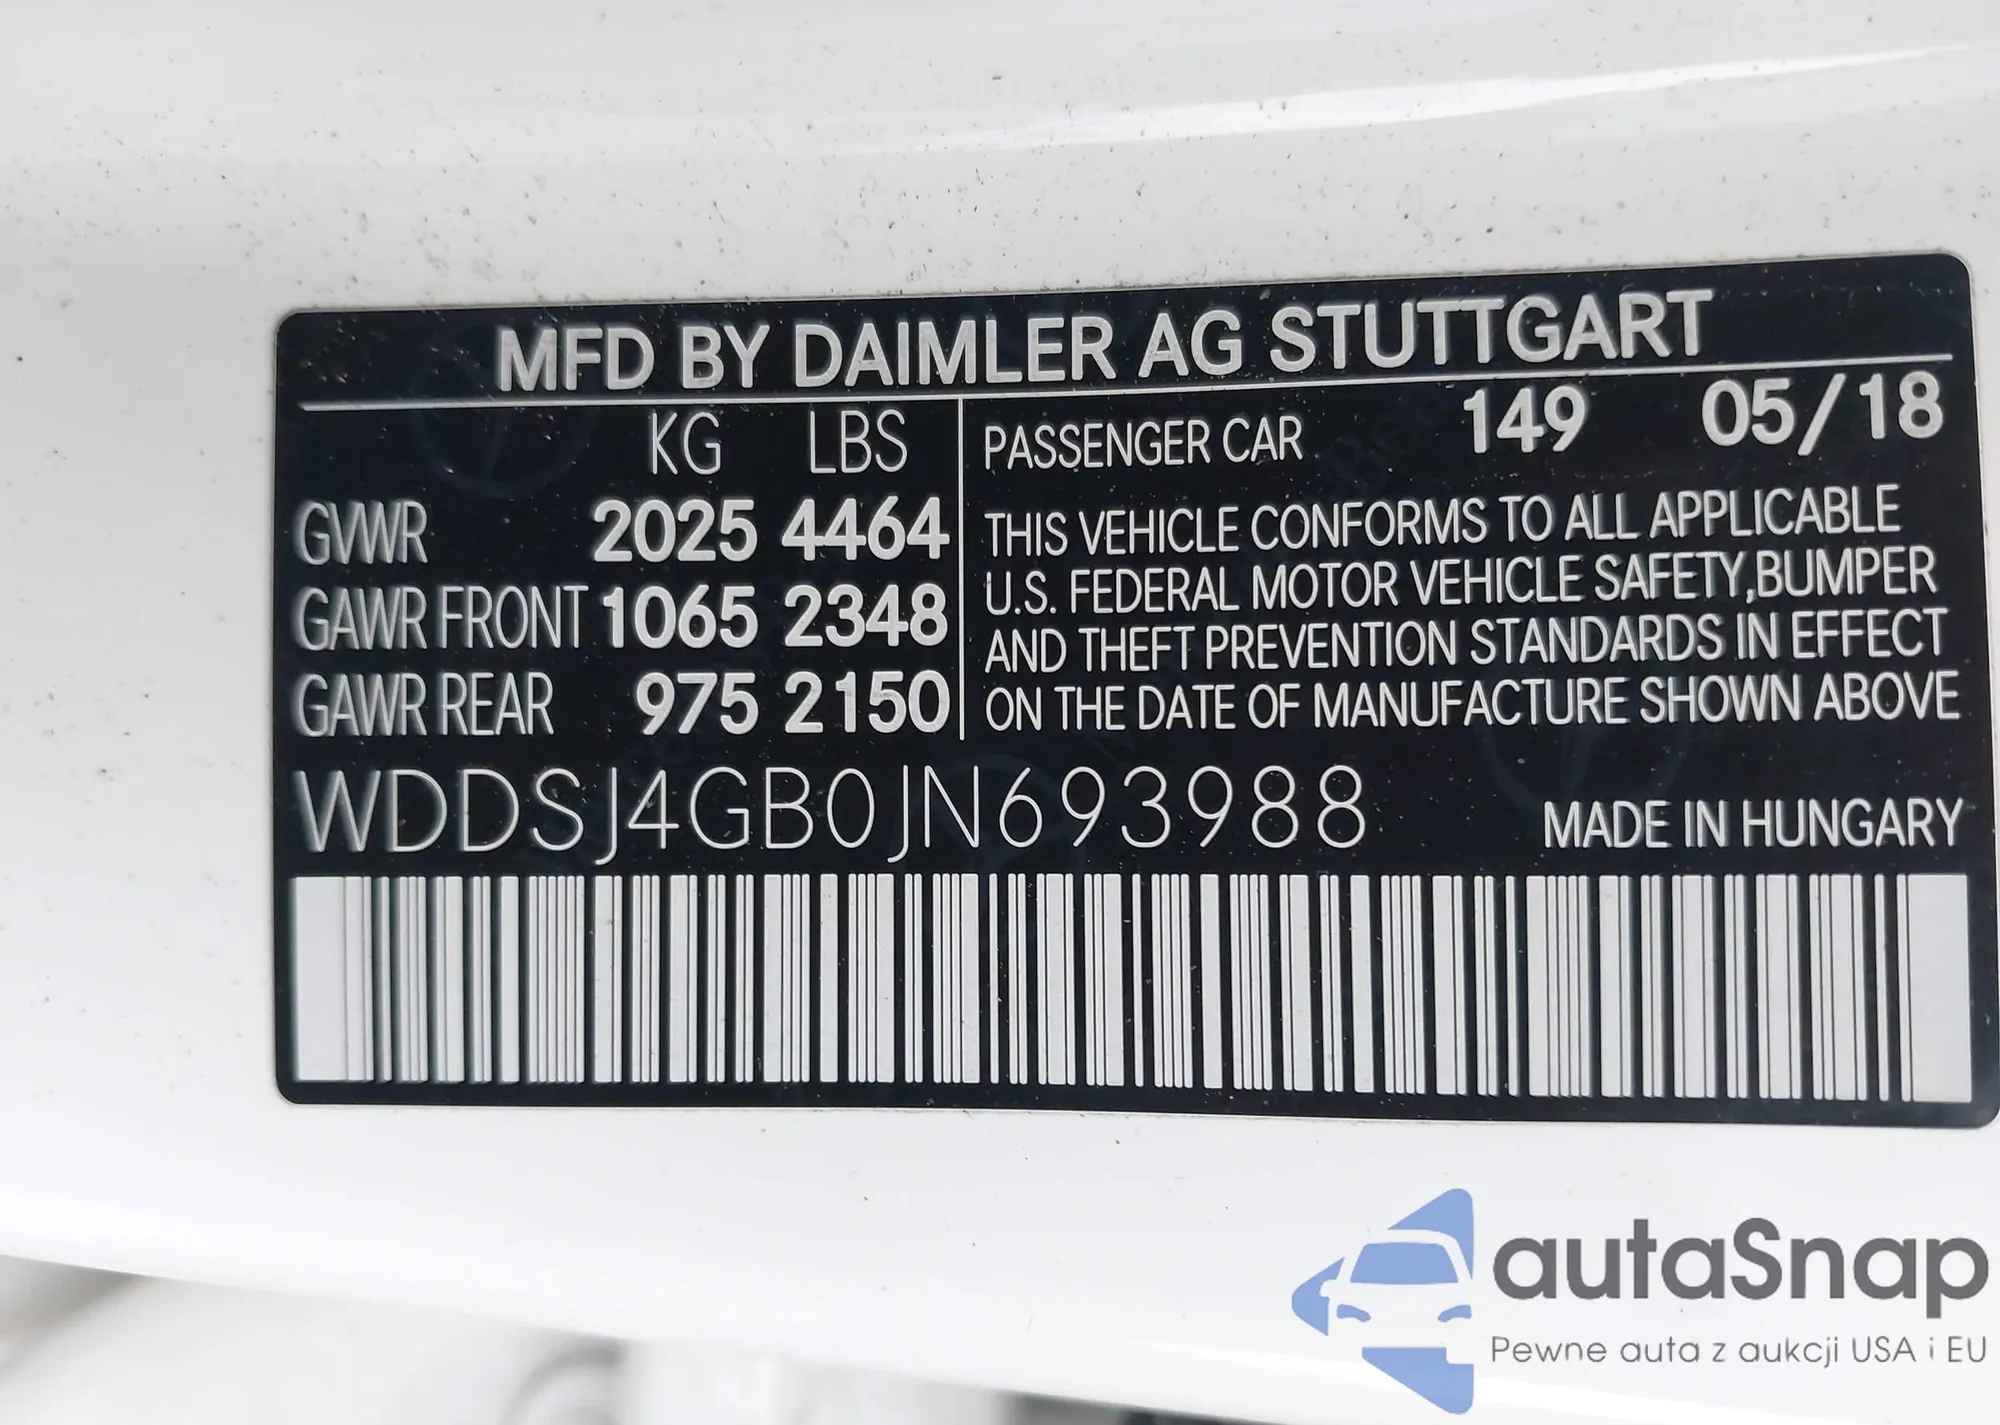 MFD BY DAIMLER AG STUTTGART
KG LBS
GVWR 2025 4464
GAWR FRONT 1065 2348
GAWR REAR 975 2150
PASSENGER CAR 149 05/18
THIS VEHICLE CONFORMS TO ALL APPLICABLE
U.S. FEDERAL MOTOR VEHICLE SAFETY,BUMPER
AND THEFT PREVENTION STANDARDS IN EFFECT
ON THE DATE OF MANUFACTURE SHOWN ABOVE
WDDSJ4GB0JN693988
MADE IN HUNGARY
autaSnap
Pewne auta z aukcji USA i EU